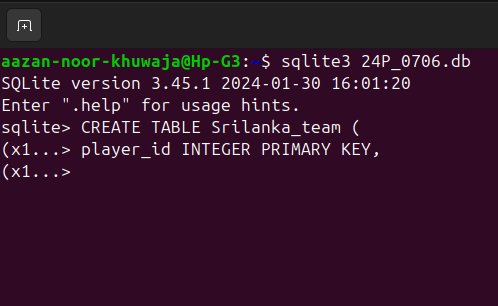 aazan-noor-khuwaja@Hp-G3:~$ sqlite3 24P_0706.db
SQLite version 3.45.1 2024-01-30 16:01:20
Enter ".help" for usage hints.
sqlite> CREATE TABLE Srilanka_team (
(x1...> player_id INTEGER PRIMARY KEY,
(x1...>